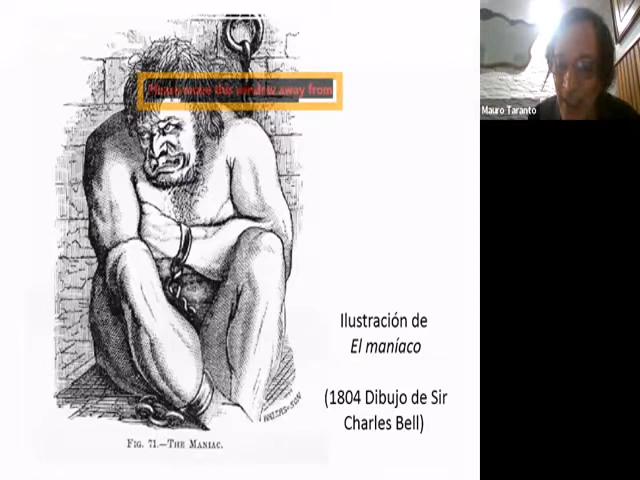 Please move this window away from
Mauro Taranto
Ilustración de
El maníaco
(1804 Dibujo de Sir
Charles Bell)
FIG. 71.—THE MANIAC.